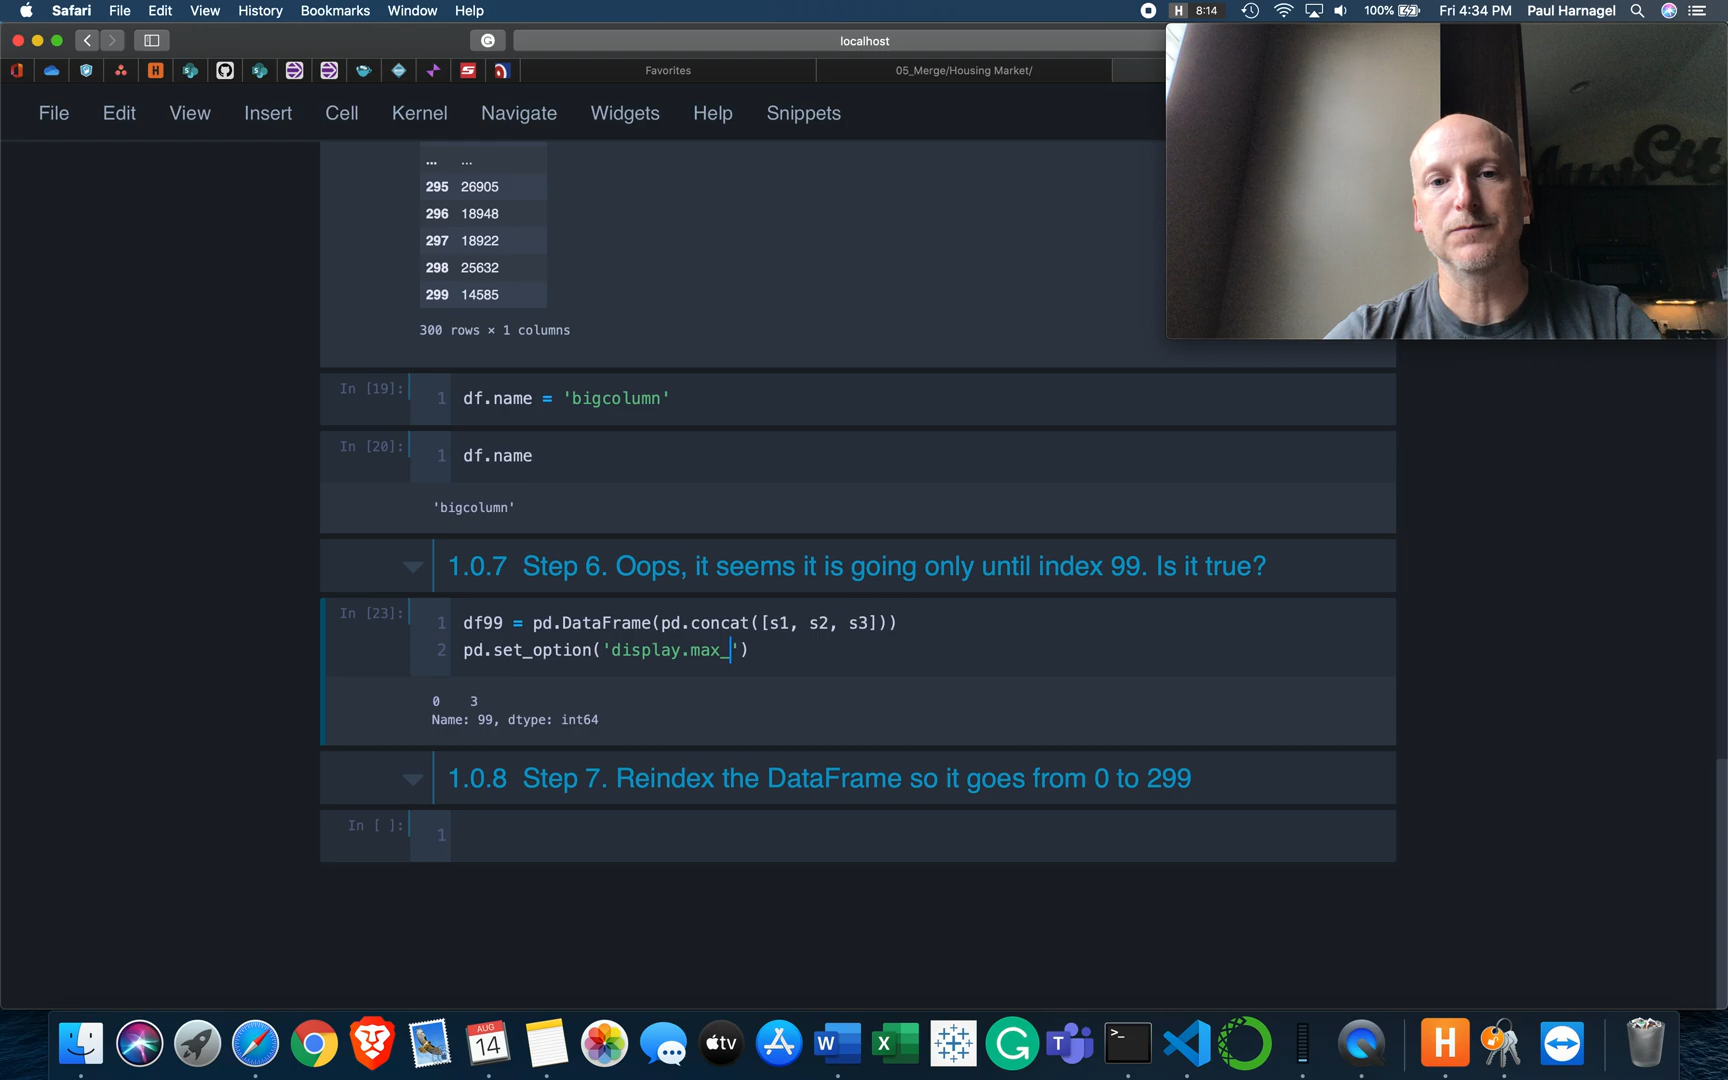 Safari File Edit View History Bookmarks Window Help H 8:14 100% Fri 4:34 PM Paul Harnagel
localhost
Favorites 05_Merge/Housing Market/
File Edit View Insert Cell Kernel Navigate Widgets Help Snippets
... ...
295 26905
296 18948
297 18922
298 25632
299 14585
300 rows × 1 columns
In [19]: 1 df.name = 'bigcolumn'
In [20]: 1 df.name
'bigcolumn'
1.0.7 Step 6. Oops, it seems it is going only until index 99. Is it true?
In [23]: 1 df99 = pd.DataFrame(pd.concat([s1, s2, s3]))
2 pd.set_option('display.max_')
0 3
Name: 99, dtype: int64
1.0.8 Step 7. Reindex the DataFrame so it goes from 0 to 299
In [ ]: 1
AUG
14
tv
W
X
G
T
>_
H